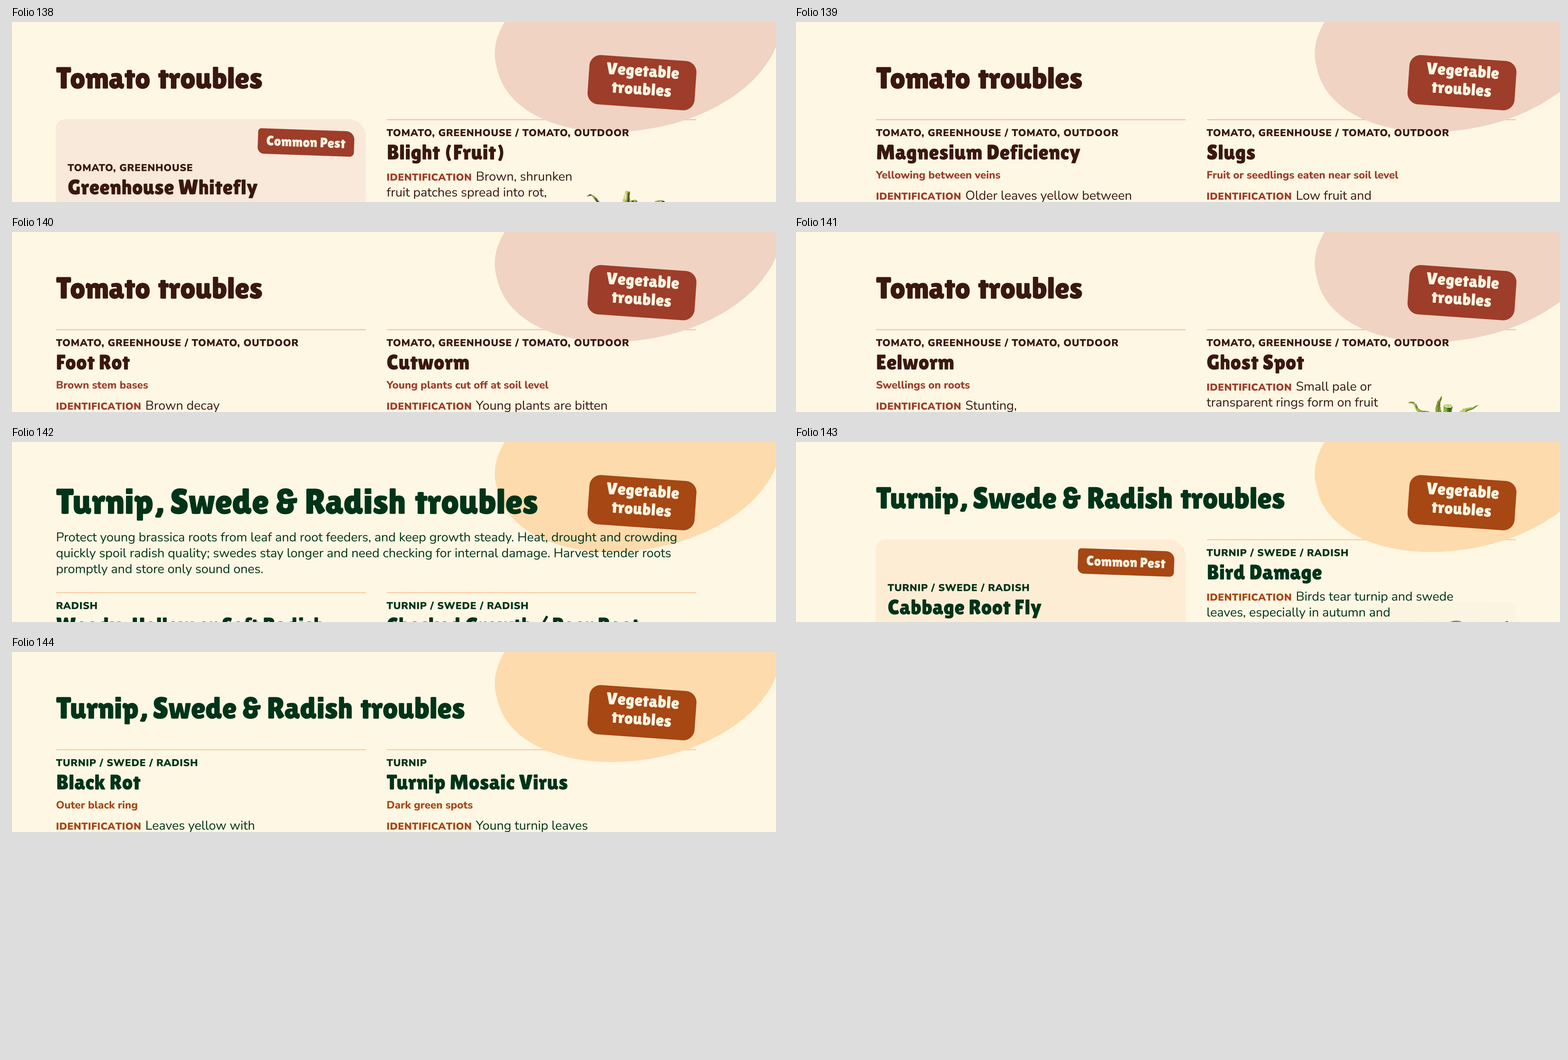 Folio 138
Tomato troubles
Vegetable
troubles
Common Pest
TOMATO, GREENHOUSE
Greenhouse Whitefly
TOMATO, GREENHOUSE / TOMATO, OUTDOOR
Blight (Fruit)
IDENTIFICATION Brown, shrunken
fruit patches spread into rot,
Folio 139
Tomato troubles
Vegetable
troubles
TOMATO, GREENHOUSE / TOMATO, OUTDOOR
Magnesium Deficiency
Yellowing between veins
IDENTIFICATION Older leaves yellow between
TOMATO, GREENHOUSE / TOMATO, OUTDOOR
Slugs
Fruit or seedlings eaten near soil level
IDENTIFICATION Low fruit and
Folio 140
Tomato troubles
Vegetable
troubles
TOMATO, GREENHOUSE / TOMATO, OUTDOOR
Foot Rot
Brown stem bases
IDENTIFICATION Brown decay
TOMATO, GREENHOUSE / TOMATO, OUTDOOR
Cutworm
Young plants cut off at soil level
IDENTIFICATION Young plants are bitten
Folio 141
Tomato troubles
Vegetable
troubles
TOMATO, GREENHOUSE / TOMATO, OUTDOOR
Eelworm
Swellings on roots
IDENTIFICATION Stunting,
TOMATO, GREENHOUSE / TOMATO, OUTDOOR
Ghost Spot
IDENTIFICATION Small pale or
transparent rings form on fruit
Folio 142
Turnip, Swede & Radish troubles
Vegetable
troubles
Protect young brassica roots from leaf and root feeders, and keep growth steady. Heat, drought and crowding
quickly spoil radish quality; swedes stay longer and need checking for internal damage. Harvest tender roots
promptly and store only sound ones.
RADISH
Woody, Hollow or Soft Radish
TURNIP / SWEDE / RADISH
Checked Growth / Poor Root
Folio 143
Turnip, Swede & Radish troubles
Vegetable
troubles
Common Pest
TURNIP / SWEDE / RADISH
Cabbage Root Fly
TURNIP / SWEDE / RADISH
Bird Damage
IDENTIFICATION Birds tear turnip and swede
leaves, especially in autumn and
Folio 144
Turnip, Swede & Radish troubles
Vegetable
troubles
TURNIP / SWEDE / RADISH
Black Rot
Outer black ring
IDENTIFICATION Leaves yellow with
TURNIP
Turnip Mosaic Virus
Dark green spots
IDENTIFICATION Young turnip leaves